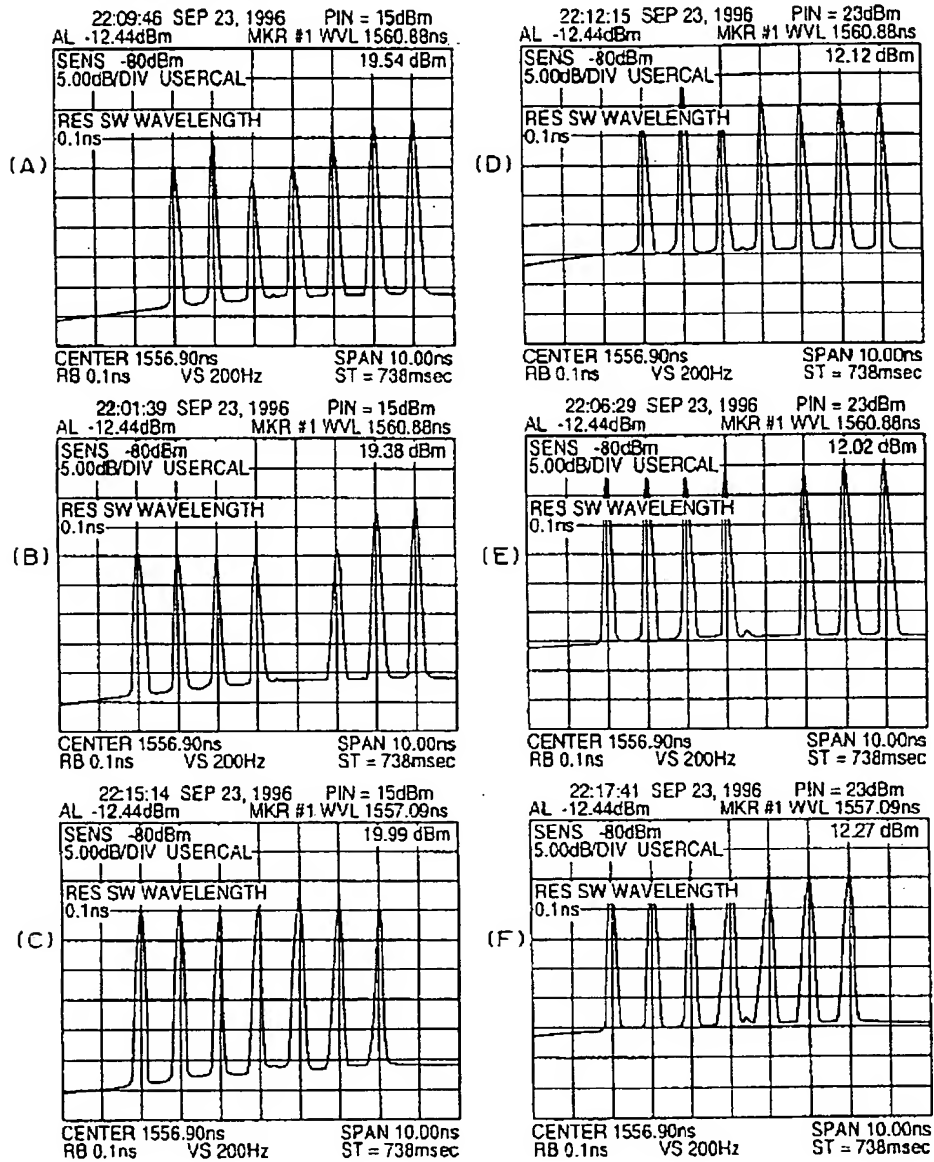 22:09:46 SEP 23, 1996 PIN = 15dBm
AL -12.44dBm MKR #1 WVL 1560.88ns
SENS -80dBm 19.54 dBm
5.00dB/DIV USERCAL
RES SW WAVELENGTH
0.1ns
(A)
CENTER 1556.90ns SPAN 10.00ns
RB 0.1ns VS 200Hz ST = 738msec
22:01:39 SEP 23, 1996 PIN = 15dBm
AL -12.44dBm MKR #1 WVL 1560.88ns
SENS -80dBm 19.38 dBm
5.00dB/DIV USERCAL
RES SW WAVELENGTH
0.1ns
(B)
CENTER 1556.90ns SPAN 10.00ns
RB 0.1ns VS 200Hz ST = 738msec
22:15:14 SEP 23, 1996 PIN = 15dBm
AL -12.44dBm MKR #1 WVL 1557.09ns
SENS -80dBm 19.99 dBm
5.00dB/DIV USERCAL
RES SW WAVELENGTH
0.1ns
(C)
CENTER 1556.90ns SPAN 10.00ns
RB 0.1ns VS 200Hz ST = 738msec
22:12:15 SEP 23, 1996 PIN = 23dBm
AL -12.44dBm MKR #1 WVL 1560.88ns
SENS -80dBm 12.12 dBm
5.00dB/DIV USERCAL
RES SW WAVELENGTH
0.1ns
(D)
CENTER 1556.90ns SPAN 10.00ns
RB 0.1ns VS 200Hz ST = 738msec
22:06:29 SEP 23, 1996 PIN = 23dBm
AL -12.44dBm MKR #1 WVL 1560.88ns
SENS -80dBm 12.02 dBm
5.00dB/DIV USERCAL
RES SW WAVELENGTH
0.1ns
(E)
CENTER 1556.90ns SPAN 10.00ns
RB 0.1ns VS 200Hz ST = 738msec
22:17:41 SEP 23, 1996 PIN = 23dBm
AL -12.44dBm MKR #1 WVL 1557.09ns
SENS -80dBm 12.27 dBm
5.00dB/DIV USERCAL
RES SW WAVELENGTH
0.1ns
(F)
CENTER 1556.90ns SPAN 10.00ns
RB 0.1ns VS 200Hz ST = 738msec